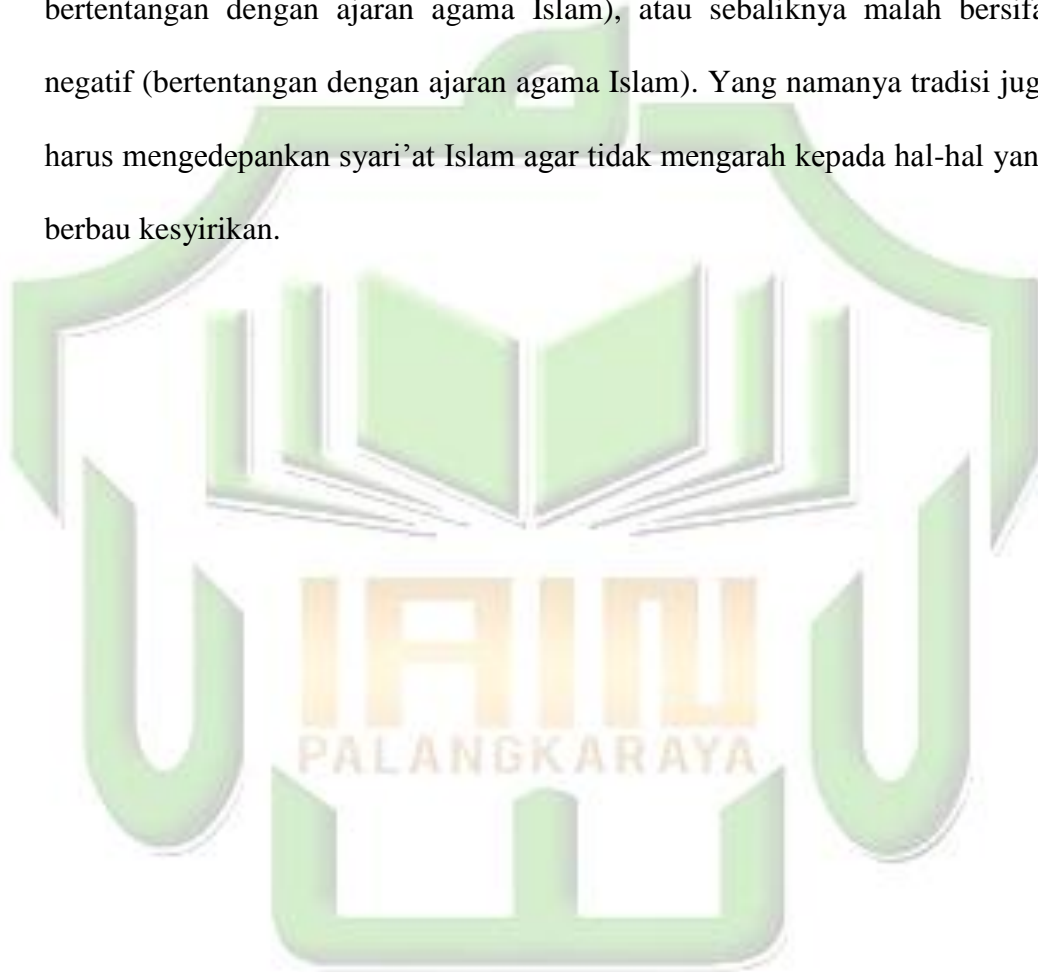 bertentangan dengan ajaran agama Islam), atau sebaliknya malah bersifa
negatif (bertentangan dengan ajaran agama Islam). Yang namanya tradisi jug
harus mengedepankan syari’at Islam agar tidak mengarah kepada hal-hal yan
berbau kesyirikan.
IAIN
PALANGKARAYA